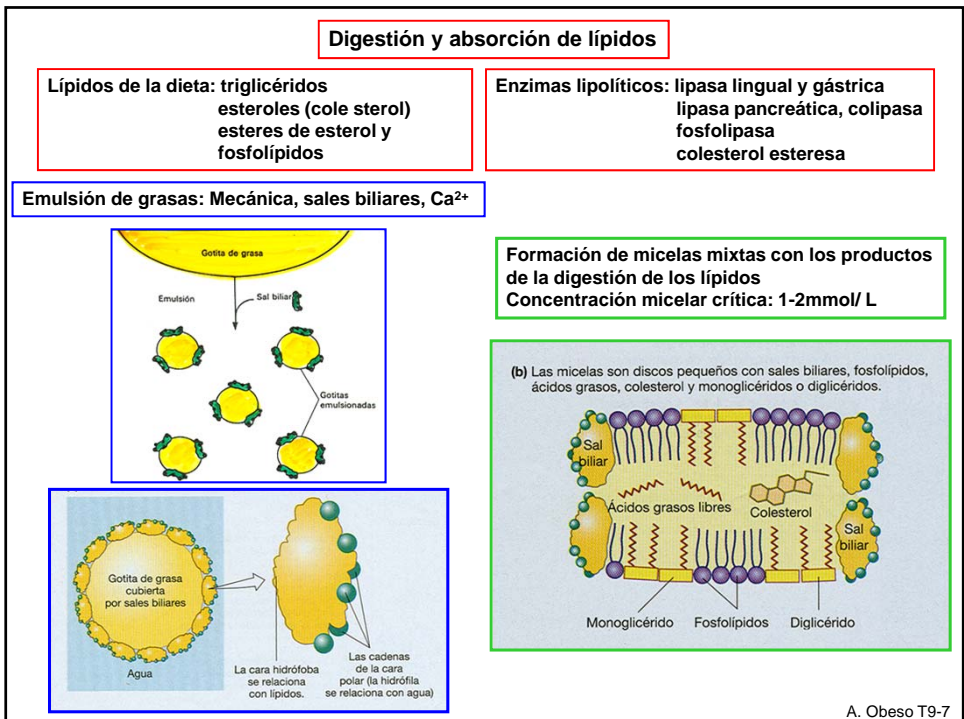 Digestión y absorción de lípidos
Lípidos de la dieta: triglicéridos
esteroles (cole sterol)
esteres de esterol y
fosfolípidos
Enzimas lipolíticos: lipasa lingual y gástrica
lipasa pancreática, colipasa
fosfolipasa
colesterol esteresa
Emulsión de grasas: Mecánica, sales biliares, Ca2+
Gotita de grasa
Emulsión
Sal biliar
Gotitas
emulsionadas
Gotita de grasa
cubierta
por sales biliares
Agua
La cara hidrófoba
se relaciona
con lípidos.
Las cadenas
de la cara
polar (la hidrófila
se relaciona con agua)
Formación de micelas mixtas con los productos
de la digestión de los lípidos
Concentración micelar crítica: 1-2mmol/ L
(b) Las micelas son discos pequeños con sales biliares, fosfolípidos,
ácidos grasos, colesterol y monoglicéridos o diglicéridos.
Sal
biliar
Ácidos grasos libres
Colesterol
Sal
biliar
Monoglicérido
Fosfolípidos
Diglicérido
A. Obeso T9-7